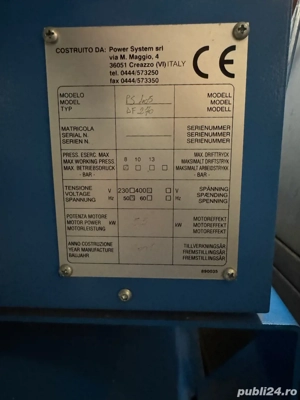 COSTRUITO DA: Power System srl
via M. Maggio, 4
36051 Creazzo (VI) ITALY
tel. 0444/573250
fax 0444/573350
CE
MODELO MODELL
MODEL MODEL
TYP MODELL
MATRICOLA SERIENUMMER
SERIAL N. SERIENUMMER
SERIEN N. SERIENUMMER
PRESS. ESERC. MAX 8 10 13 MAX DRIFTTRYK
MAX WORKING PRESS MAKSIMALT DRIFTSTRYK
MAX BETRIEBSDRUCK MAKSIMALT ARBEJDSTRYKK
- BAR - - BAR -
TENSIONE 230 400 V SPÄNNING
VOLTAGE SPÆNDING
SPANNUNG Hz 50 60 SPENNING
POTENZA MOTORE MOTOREFFEKT
MOTOR POWER kW kW MOTOREFFEKT
MOTORLEISTUNG MOTOREFFEKT
ANNO COSTRUZIONE TILLVERKNINGSÅR
YEAR MANUFACTURE FREMSTILLINGSÅR
BAUJAHR FREMSTILLINGSÅR
publi24.ro